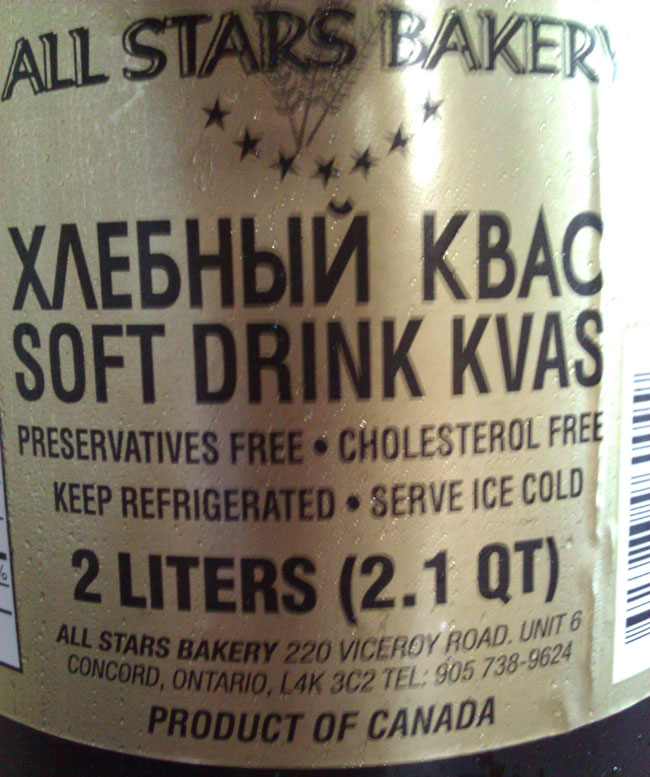 ALL STARS BAKERY
ХЛЕБНЫЙ КВАС
SOFT DRINK KVAS
PRESERVATIVES FREE • CHOLESTEROL FREE
KEEP REFRIGERATED • SERVE ICE COLD
2 LITERS (2.1 QT)
ALL STARS BAKERY 220 VICEROY ROAD. UNIT 6
CONCORD, ONTARIO, L4K 3C2 TEL: 905 738-9624
PRODUCT OF CANADA